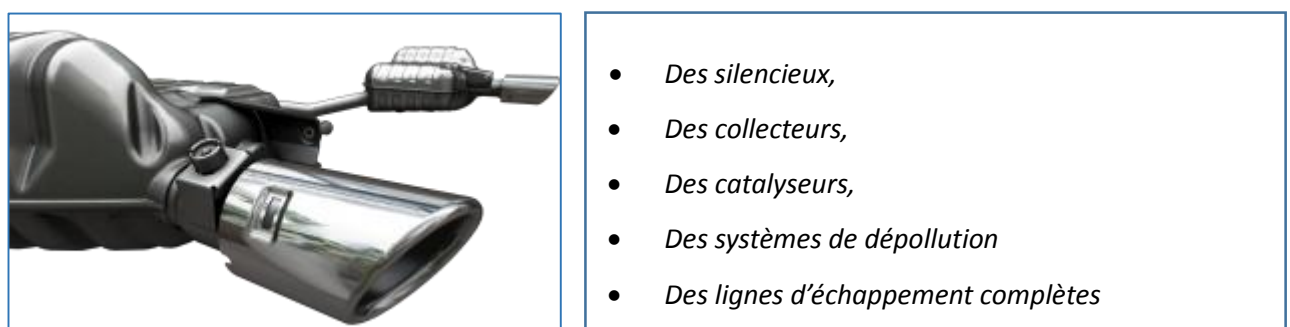 • Des silencieux,
• Des collecteurs,
• Des catalyseurs,
• Des systèmes de dépollution
• Des lignes d’échappement complètes